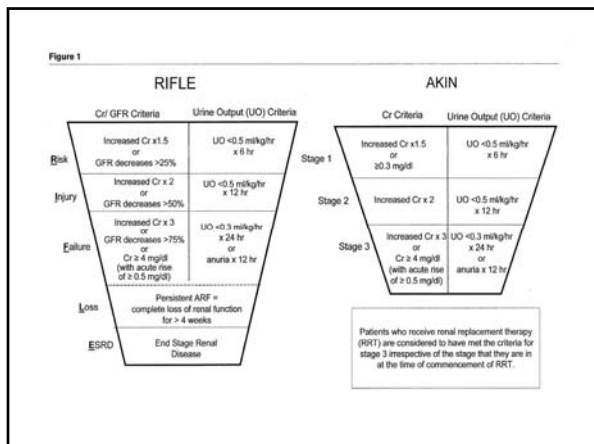 Figure 1
RIFLE
Cr/ GFR Criteria
Urine Output (UO) Criteria
Risk
Increased Cr x1.5
or
GFR decreases >25%
UO <0.5 ml/kg/hr
x 6 hr
Injury
Increased Cr x 2
or
GFR decreases >50%
UO <0.5 ml/kg/hr
x 12 hr
Failure
Increased Cr x 3
or
GFR decreases >75%
or
Cr ≥ 4 mg/dl
(with acute rise
of ≥ 0.5 mg/dl)
UO <0.3 ml/kg/hr
x 24 hr
or
anuria x 12 hr
Loss
Persistent ARF =
complete loss of renal function
for > 4 weeks
ESRD
End Stage Renal
Disease
AKIN
Cr Criteria
Urine Output (UO) Criteria
Stage 1
Increased Cr x1.5
or
≥0.3 mg/dl
UO <0.5 ml/kg/hr
x 6 hr
Stage 2
Increased Cr x 2
UO <0.5 ml/kg/hr
x 12 hr
Stage 3
Increased Cr x 3
or
Cr ≥ 4 mg/dl
(with acute rise
of ≥ 0.5 mg/dl)
UO <0.3 ml/kg/hr
x 24 hr
or
anuria x 12 hr
Patients who receive renal replacement therapy
(RRT) are considered to have met the criteria for
stage 3 irrespective of the stage that they are in
at the time of commencement of RRT.